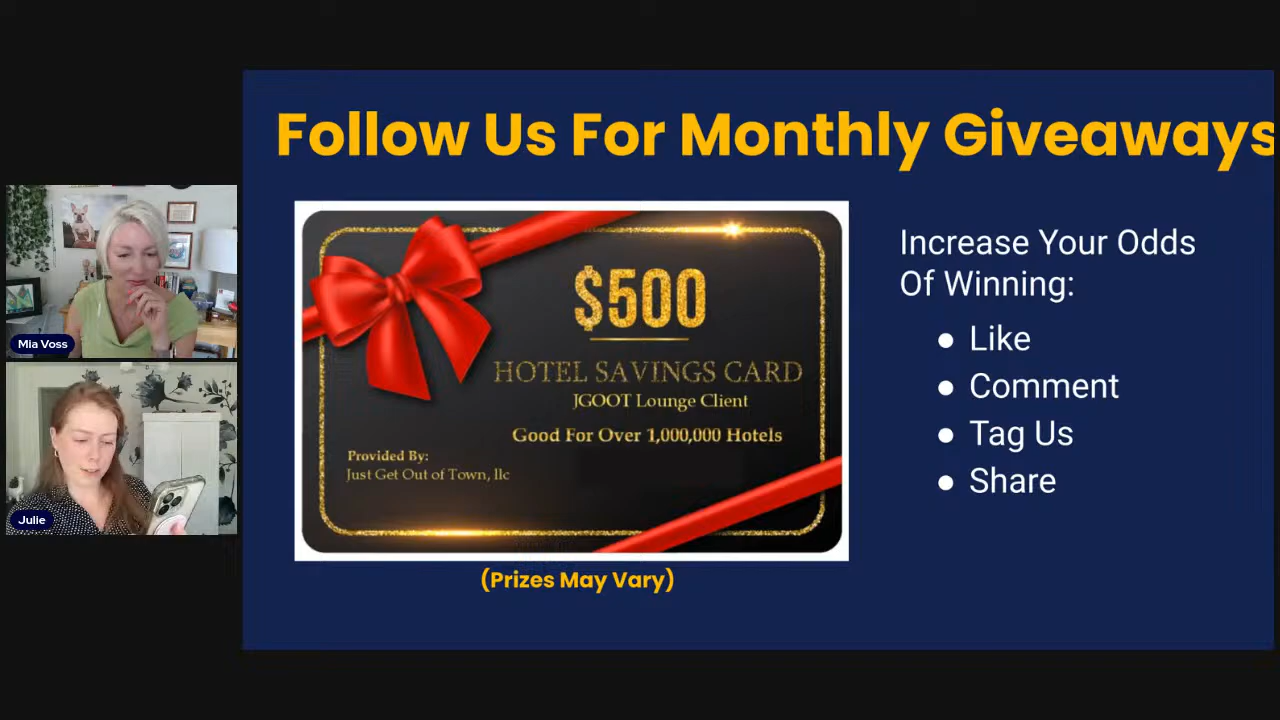 Follow Us For Monthly Giveaways
$500
HOTEL SAVINGS CARD
JGOOT Lounge Client
Good For Over 1,000,000 Hotels
Provided By:
Just Get Out of Town, llc
(Prizes May Vary)
Increase Your Odds
Of Winning:
● Like
● Comment
● Tag Us
● Share
Mia Voss
Julie